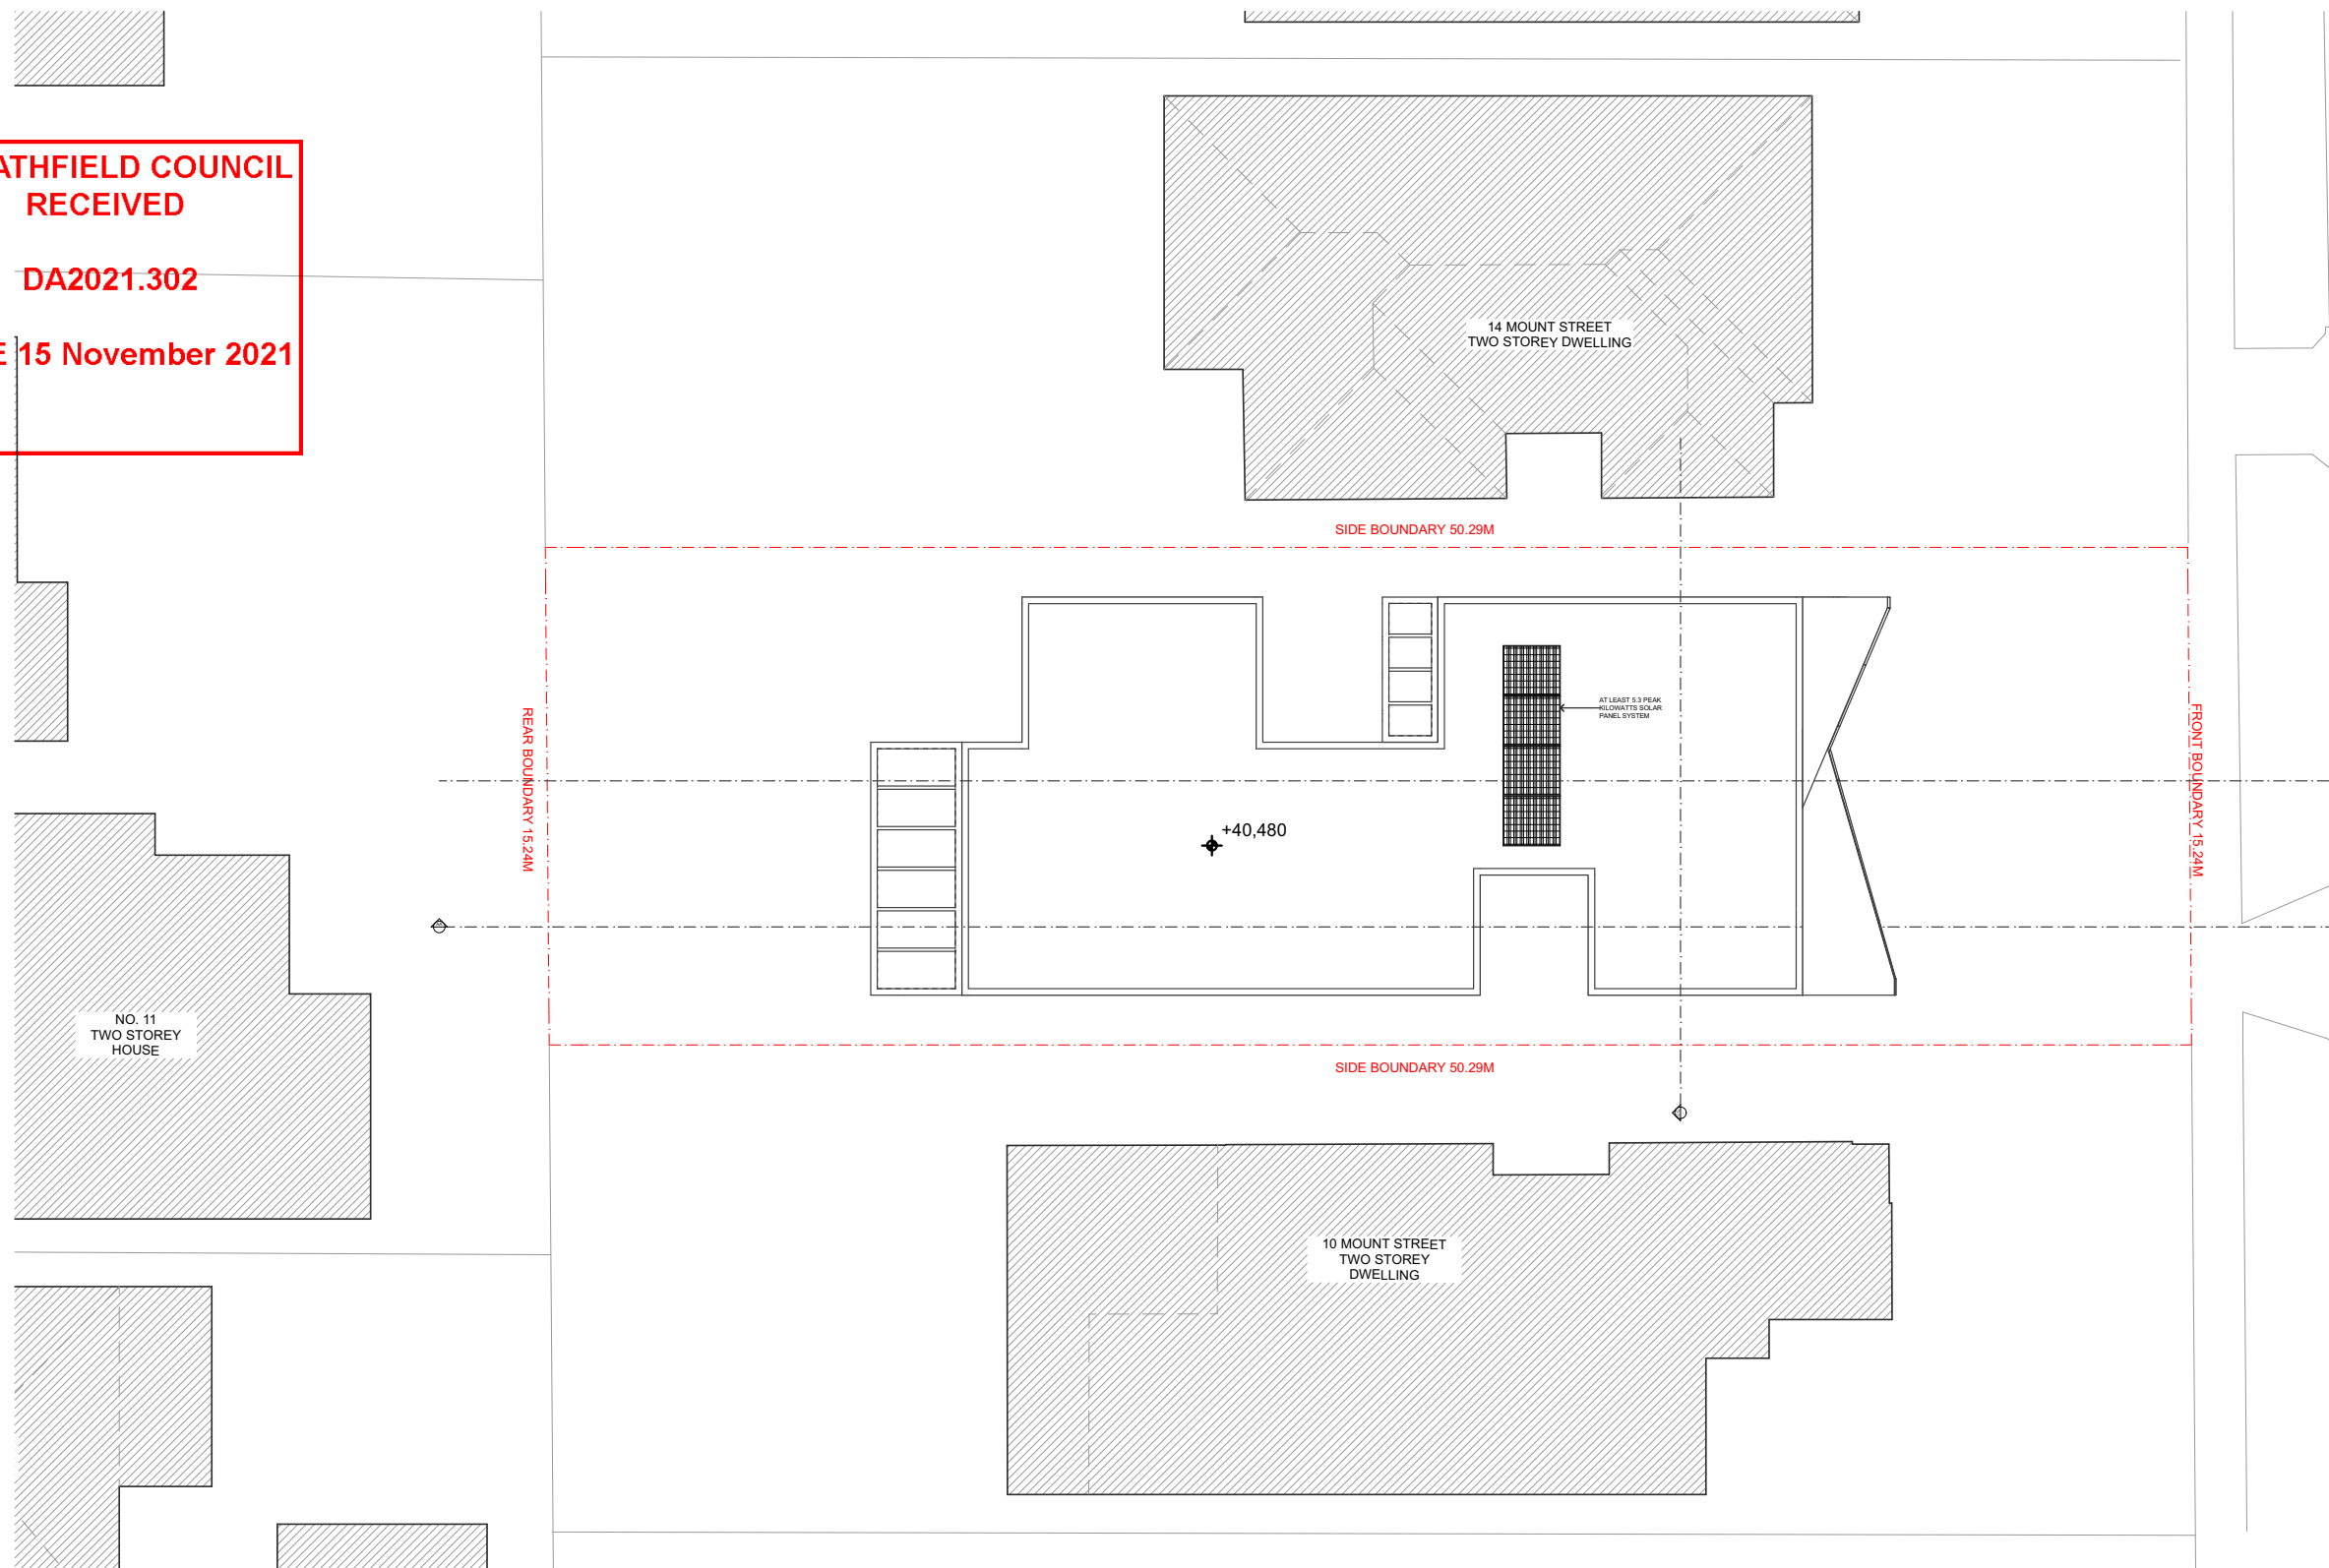 ATHFIELD COUNCIL
RECEIVED
DA2021.302
E 15 November 2021
14 MOUNT STREET
TWO STOREY DWELLING
SIDE BOUNDARY 50.29M
AT LEAST 5.3 PEAK
KILOWATTS SOLAR
PANEL SYSTEM
REAR BOUNDARY 15.24M
FRONT BOUNDARY 15.24M
+40,480
NO. 11
TWO STOREY
HOUSE
SIDE BOUNDARY 50.29M
10 MOUNT STREET
TWO STOREY
DWELLING